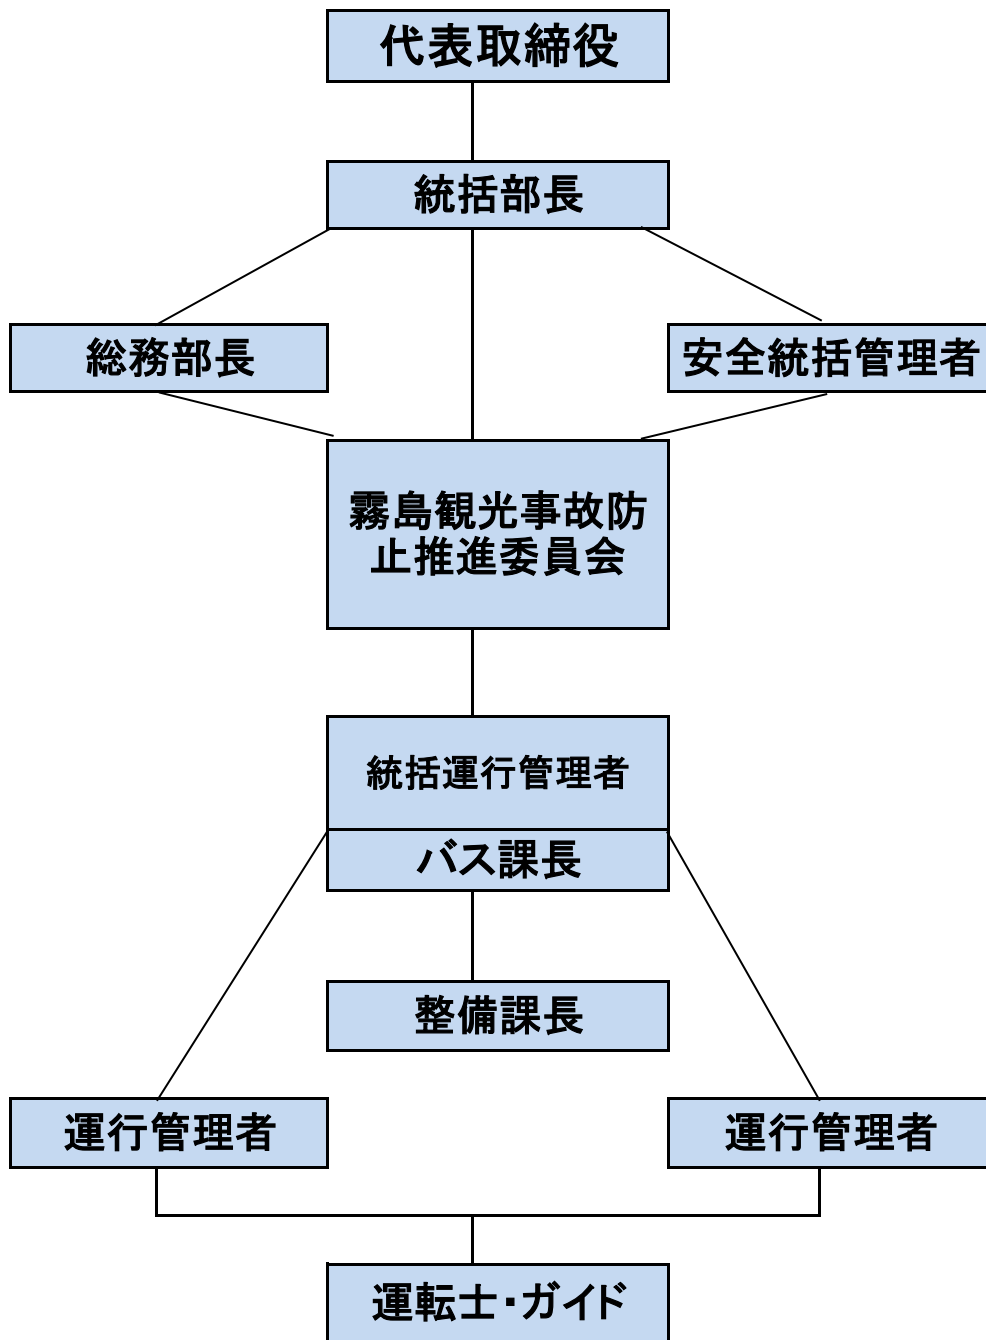 代表取締役
統括部長
総務部長
安全統括管理者
霧島観光事故防
止推進委員会
統括運行管理者
バス課長
整備課長
運行管理者
運行管理者
運転士・ガイド